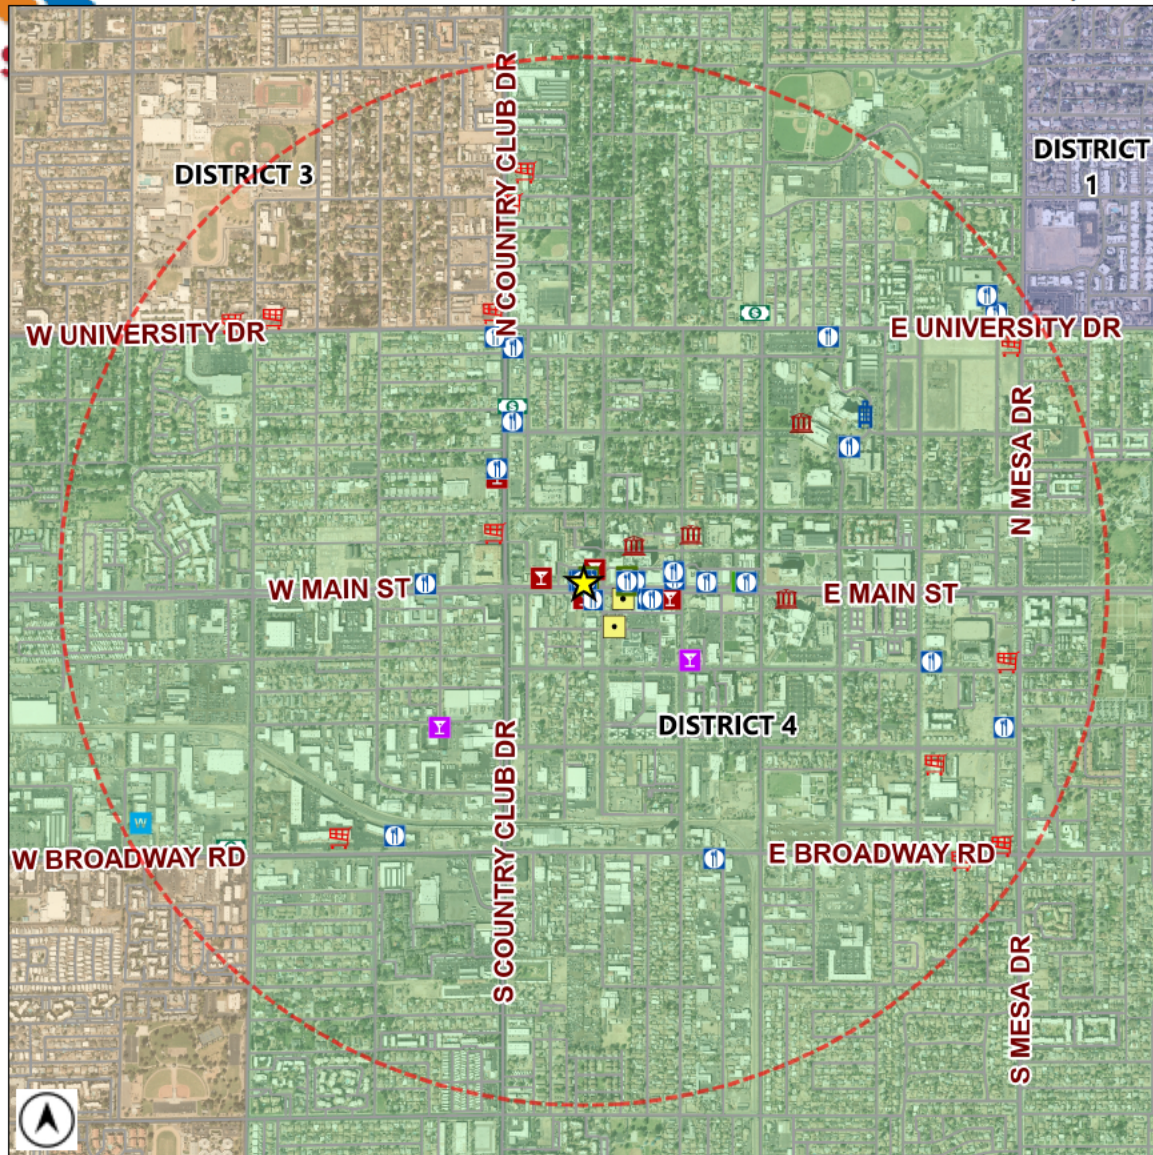 N COUNTRY CLUB DR
DISTRICT 3
DISTRICT
1
W UNIVERSITY DR
E UNIVERSITY DR
N MESA DR
W MAIN ST
E MAIN ST
DISTRICT 4
S COUNTRY CLUB DR
W
W BROADWAY RD
E BROADWAY RD
S MESA DR